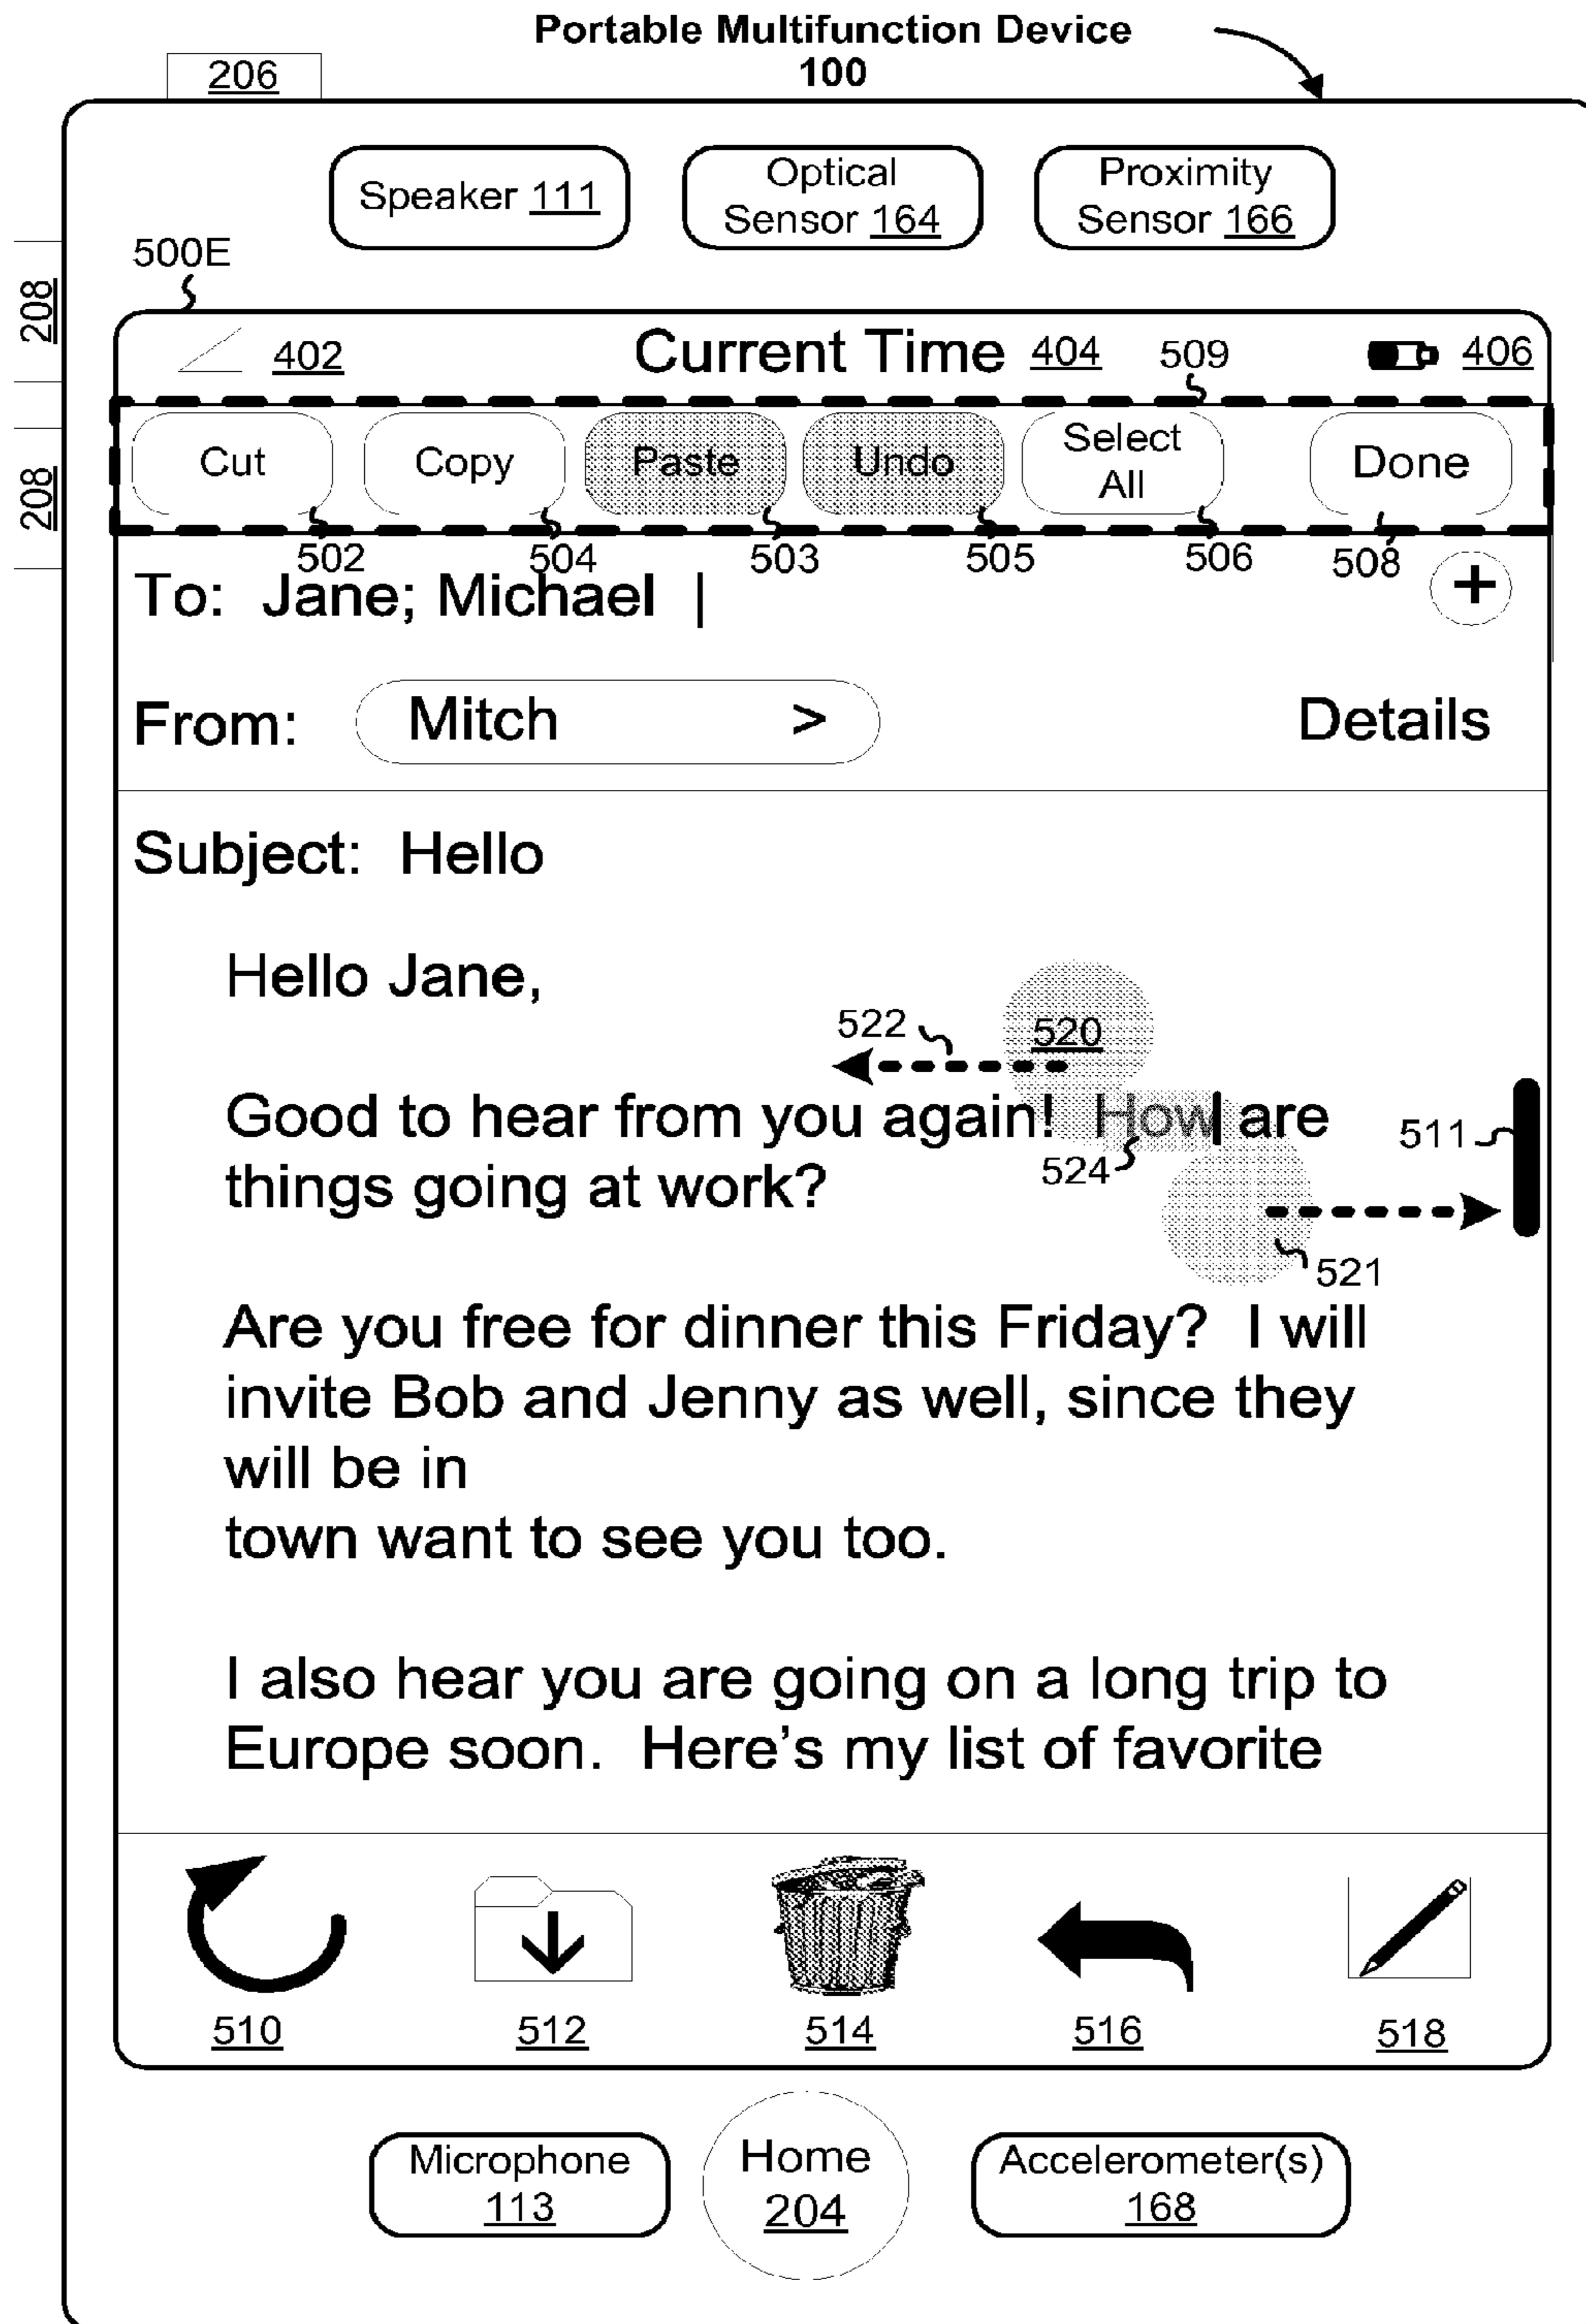 Portable Multifunction Device
100
206
Speaker 111
Optical
Sensor 164
Proximity
Sensor 166
500E
208
208
402
Current Time 404
509
406
Cut
Copy
Paste
Undo
Select
All
Done
502
504
503
505
506
508
To: Jane; Michael |
+
From: Mitch >
Details
Subject: Hello
Hello Jane,
522
520
Good to hear from you again! How are
511
524
things going at work?
521
Are you free for dinner this Friday? I will
invite Bob and Jenny as well, since they
will be in
town want to see you too.
I also hear you are going on a long trip to
Europe soon. Here's my list of favorite
510
512
514
516
518
Microphone
113
Home
204
Accelerometer(s)
168